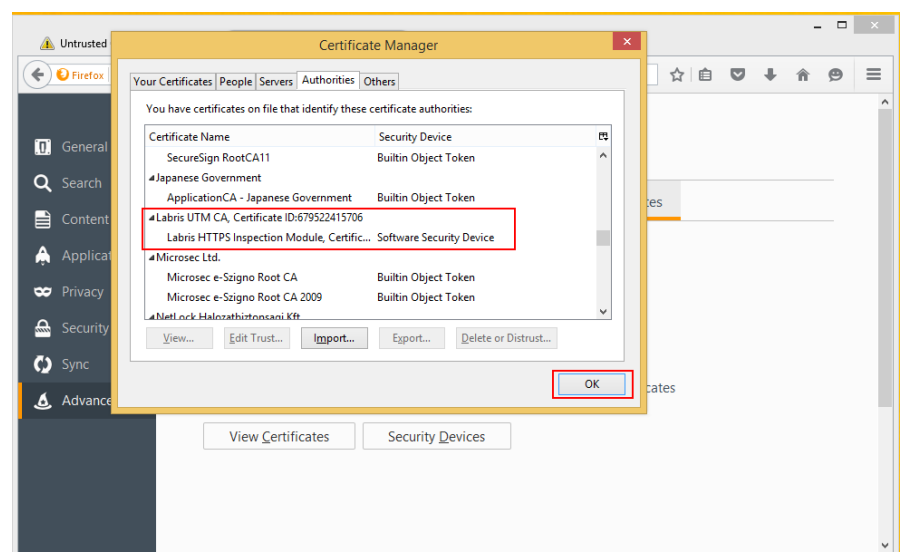 Untrusted
Certificate Manager
Firefox
Your Certificates People Servers Authorities Others
You have certificates on file that identify these certificate authorities:
Certificate Name Security Device
SecureSign RootCA11 Builtin Object Token
Japanese Government
ApplicationCA - Japanese Government Builtin Object Token
Labris UTM CA, Certificate ID:679522415706
Labris HTTPS Inspection Module, Certific... Software Security Device
Microsec Ltd.
Microsec e-Szigno Root CA Builtin Object Token
Microsec e-Szigno Root CA 2009 Builtin Object Token
NetLock Halozatbiztonsagi Kft.
View... Edit Trust... Import... Export... Delete or Distrust...
OK
General
Search
Content
Applicat
Privacy
Security
Sync
Advance
tes
cates
View Certificates Security Devices